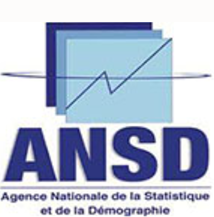 ANSD
Agence Nationale de la Statistique
et de la Démographie